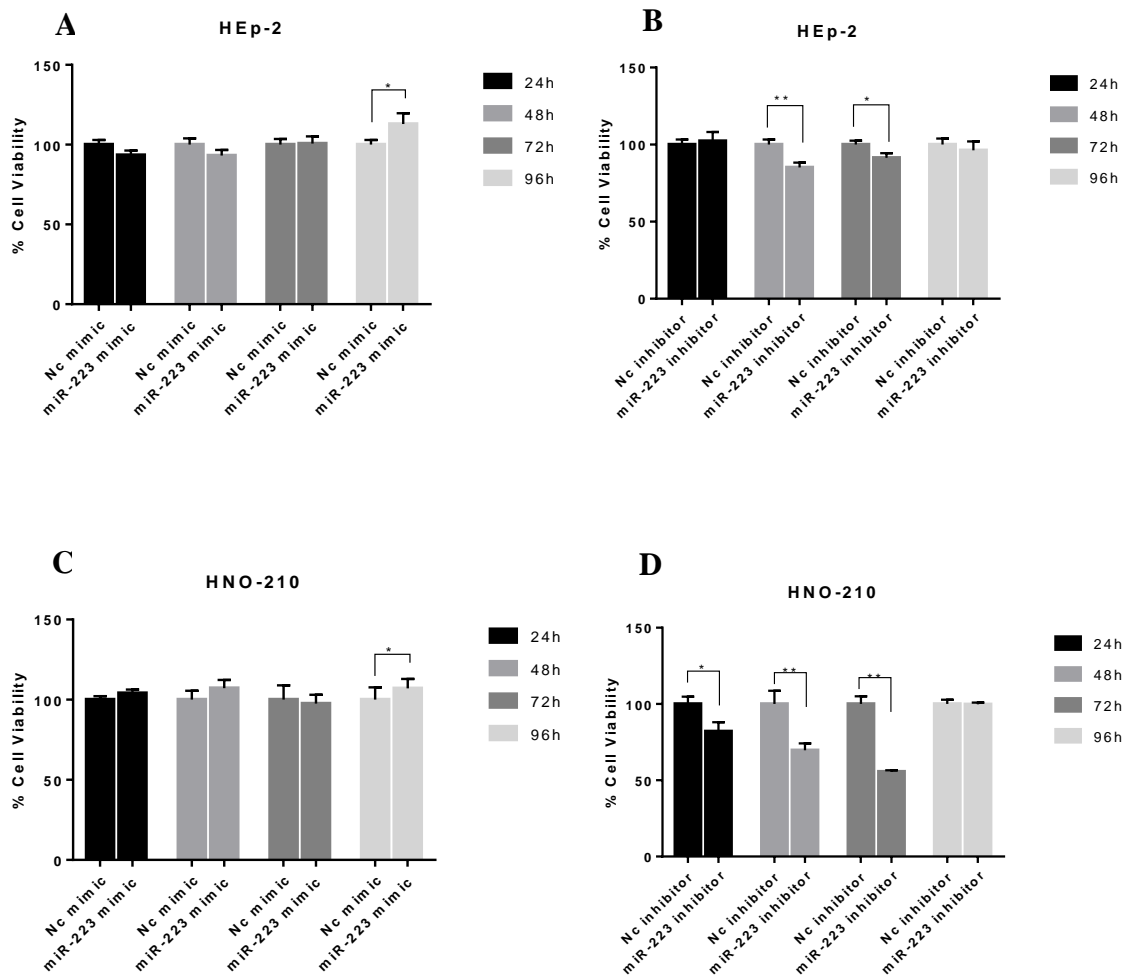 A
HEp-2
% Cell Viability
150
100
50
0
*
24h
48h
72h
96h
Nc mimic
miR-223 mimic
Nc mimic
miR-223 mimic
Nc mimic
miR-223 mimic
Nc mimic
miR-223 mimic
B
HEp-2
% Cell Viability
150
100
50
0
**
*
24h
48h
72h
96h
Nc inhibitor
miR-223 inhibitor
Nc inhibitor
miR-223 inhibitor
Nc inhibitor
miR-223 inhibitor
Nc inhibitor
miR-223 inhibitor
C
HNO-210
% Cell Viability
150
100
50
0
*
24h
48h
72h
96h
Nc mimic
miR-223 mimic
Nc mimic
miR-223 mimic
Nc mimic
miR-223 mimic
Nc mimic
miR-223 mimic
D
HNO-210
% Cell Viability
150
100
50
0
*
**
**
24h
48h
72h
96h
Nc inhibitor
miR-223 inhibitor
Nc inhibitor
miR-223 inhibitor
Nc inhibitor
miR-223 inhibitor
Nc inhibitor
miR-223 inhibitor